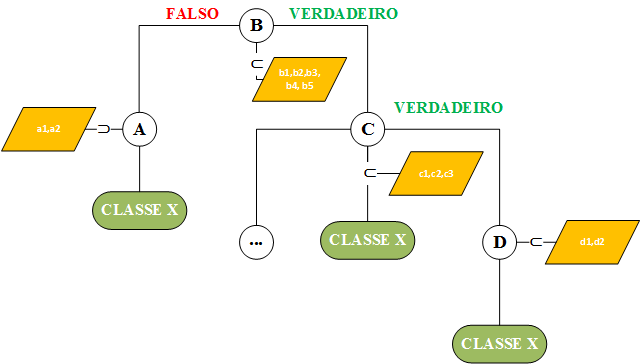 FALSO
B
VERDADEIRO
⊂
b1,b2,b3,
b4, b5
VERDADEIRO
a1,a2
⊃
A
C
⊂
c1,c2,c3
CLASSE X
...
CLASSE X
D
⊂
d1,d2
CLASSE X